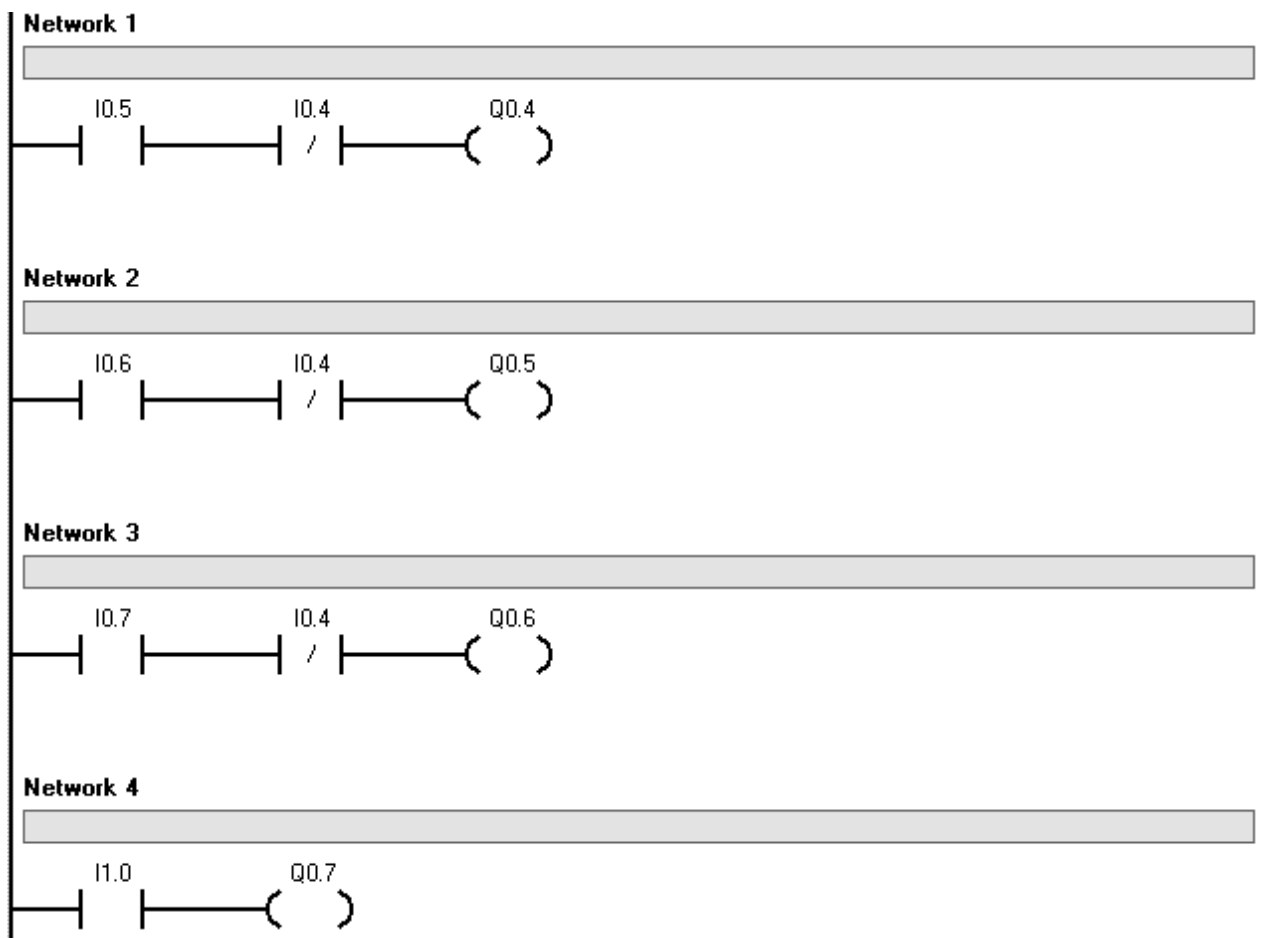 Network 1
I0.5 I0.4 Q0.4
/
Network 2
I0.6 I0.4 Q0.5
/
Network 3
I0.7 I0.4 Q0.6
/
Network 4
I1.0 Q0.7